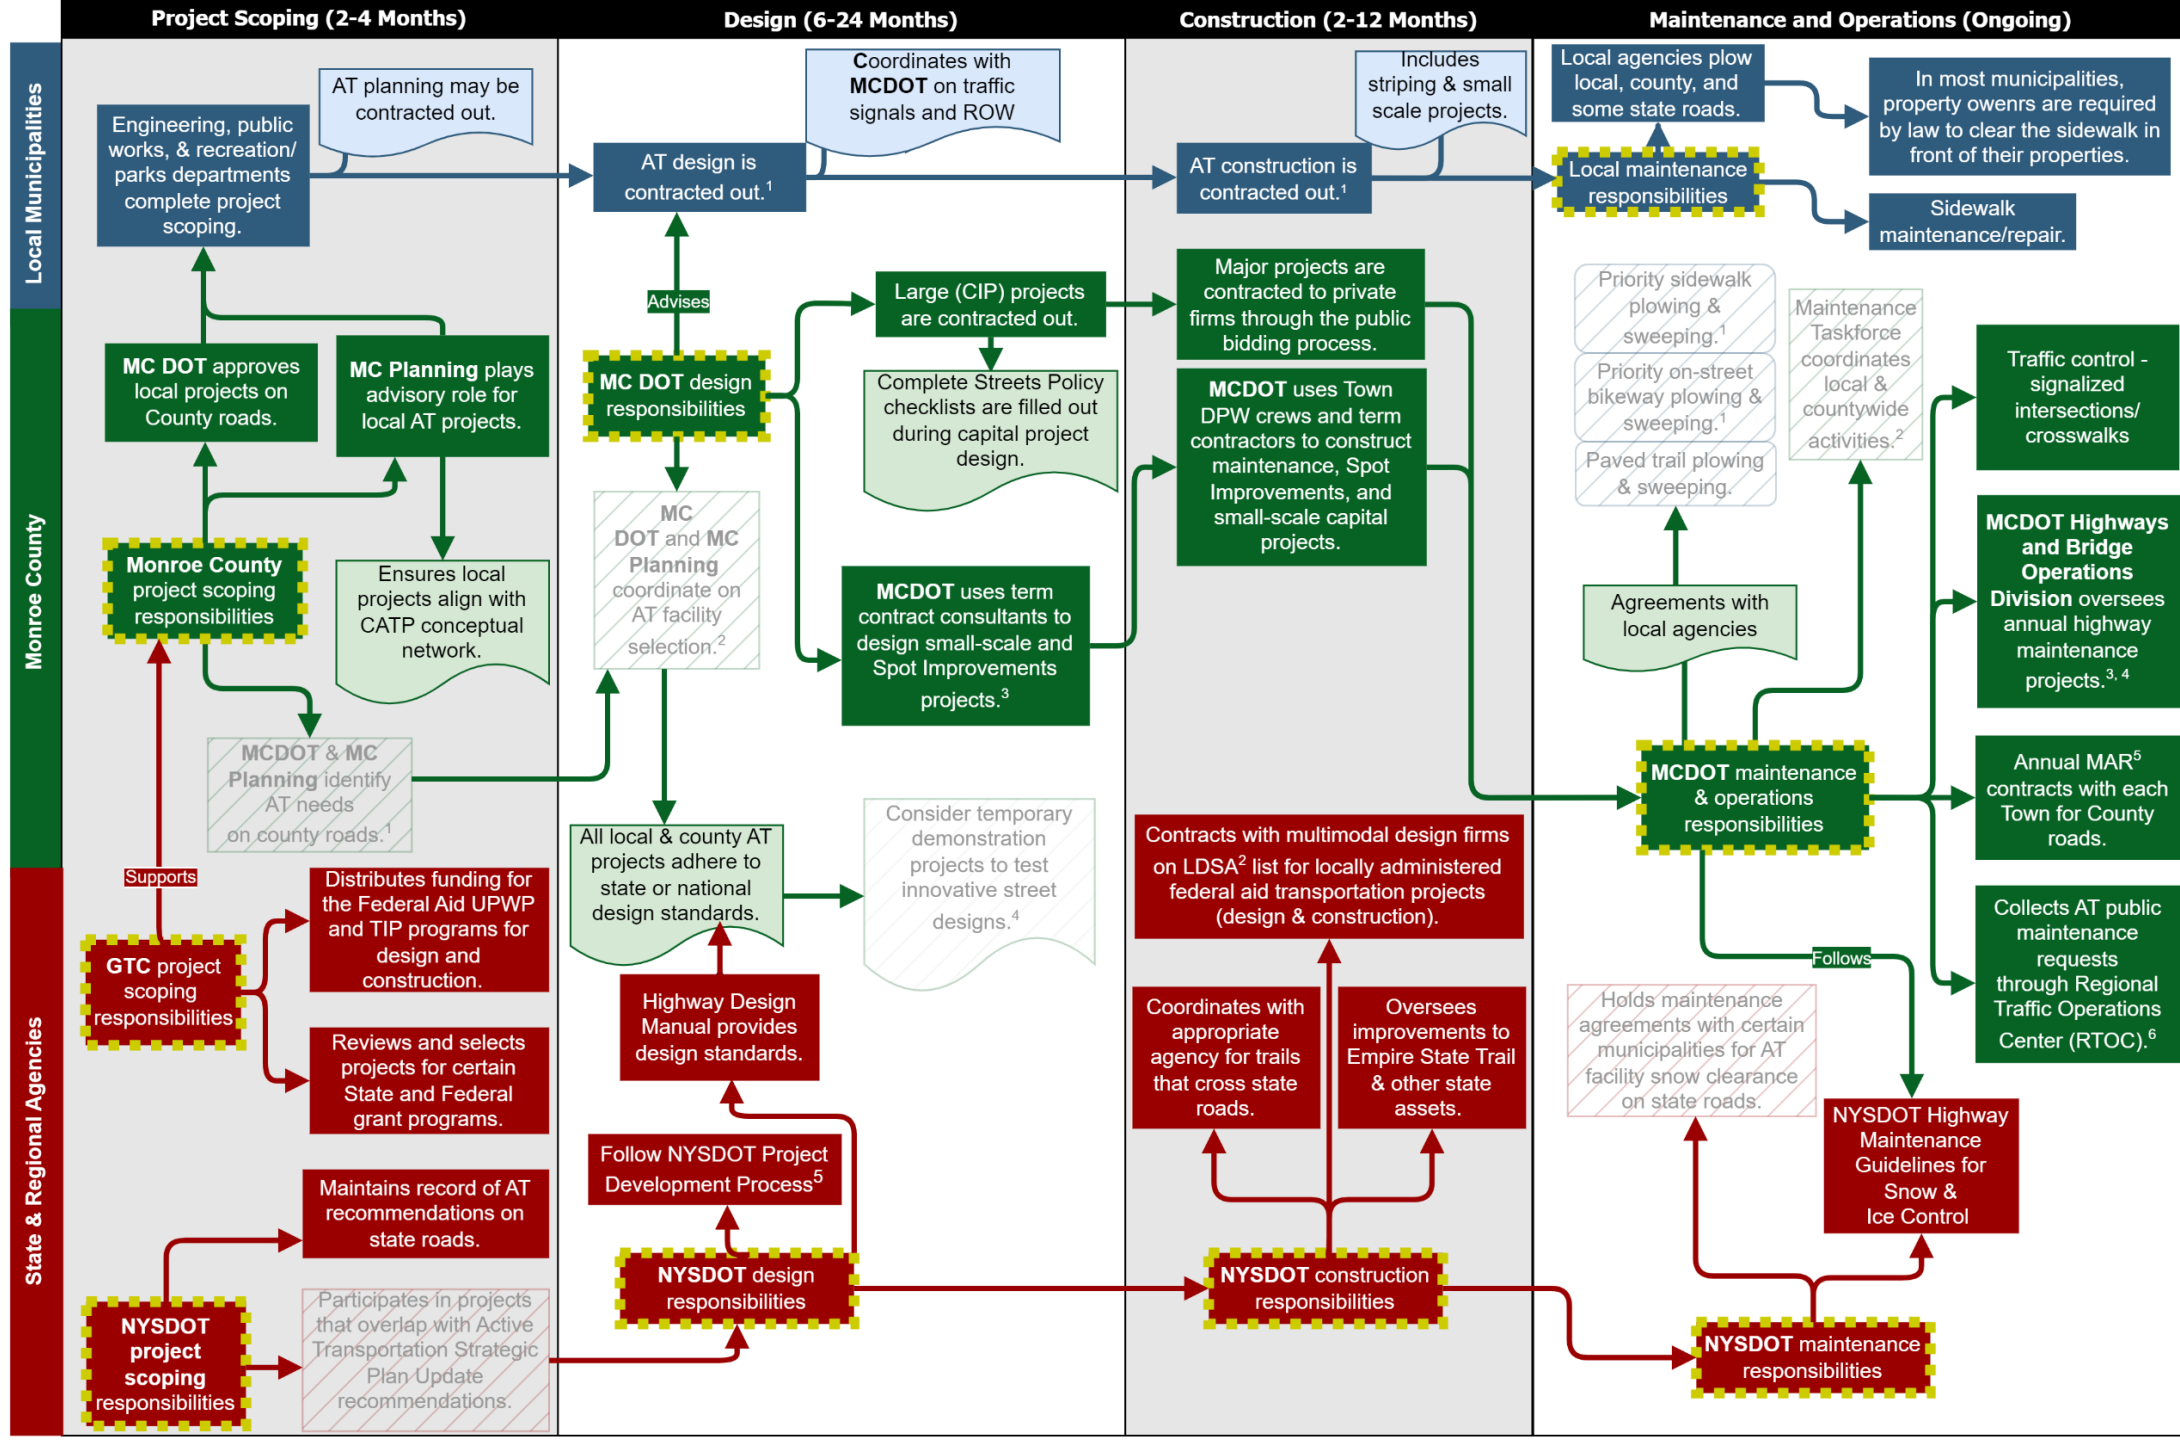 Project Scoping (2-4 Months)
Design (6-24 Months)
Construction (2-12 Months)
Maintenance and Operations (Ongoing)
Local Municipalities
AT planning may be
contracted out.
Engineering, public
works, & recreation/
parks departments
complete project
scoping.
Coordinates with
MCDOT on traffic
signals and ROW
AT design is
contracted out.¹
Includes
striping & small
scale projects.
AT construction is
contracted out.¹
Local agencies plow
local, county, and
some state roads.
Local maintenance
responsibilities
In most municipalities,
property owenrs are required
by law to clear the sidewalk in
front of their properties.
Sidewalk
maintenance/repair.
Monroe County
MC DOT approves
local projects on
County roads.
MC Planning plays
advisory role for
local AT projects.
Monroe County
project scoping
responsibilities
Ensures local
projects align with
CATP conceptual
network.
MCDOT & MC
Planning identify
AT needs
on county roads.¹
Supports
Advises
MC DOT design
responsibilities
Large (CIP) projects
are contracted out.
Complete Streets Policy
checklists are filled out
during capital project
design.
MC
DOT and MC
Planning
coordinate on
AT facility
selection.²
MCDOT uses term
contract consultants to
design small-scale and
Spot Improvements
projects.³
All local & county AT
projects adhere to
state or national
design standards.
Consider temporary
demonstration
projects to test
innovative street
designs.⁴
Major projects are
contracted to private
firms through the public
bidding process.
MCDOT uses Town
DPW crews and term
contractors to construct
maintenance, Spot
Improvements, and
small-scale capital
projects.
Priority sidewalk
plowing &
sweeping.¹
Priority on-street
bikeway plowing &
sweeping.¹
Paved trail plowing
& sweeping.
Maintenance
Taskforce
coordinates
local &
countywide
activities.²
Agreements with
local agencies
MCDOT maintenance
& operations
responsibilities
Traffic control -
signalized
intersections/
crosswalks
MCDOT Highways
and Bridge
Operations
Division oversees
annual highway
maintenance
projects.³, ⁴
Annual MAR⁵
contracts with each
Town for County
roads.
Collects AT public
maintenance
requests
through Regional
Traffic Operations
Center (RTOC).⁶
Follows
State & Regional Agencies
GTC project
scoping
responsibilities
Distributes funding for
the Federal Aid UPWP
and TIP programs for
design and
construction.
Reviews and selects
projects for certain
State and Federal
grant programs.
Maintains record of AT
recommendations on
state roads.
NYSDOT
project
scoping
responsibilities
Participates in projects
that overlap with Active
Transportation Strategic
Plan Update
recommendations.
Highway Design
Manual provides
design standards.
Follow NYSDOT Project
Development Process⁵
NYSDOT design
responsibilities
Contracts with multimodal design firms
on LDSA² list for locally administered
federal aid transportation projects
(design & construction).
Coordinates with
appropriate
agency for trails
that cross state
roads.
Oversees
improvements to
Empire State Trail
& other state
assets.
NYSDOT construction
responsibilities
Holds maintenance
agreements with certain
municipalities for AT
facility snow clearance
on state roads.
NYSDOT Highway
Maintenance
Guidelines for
Snow &
Ice Control
NYSDOT maintenance
responsibilities